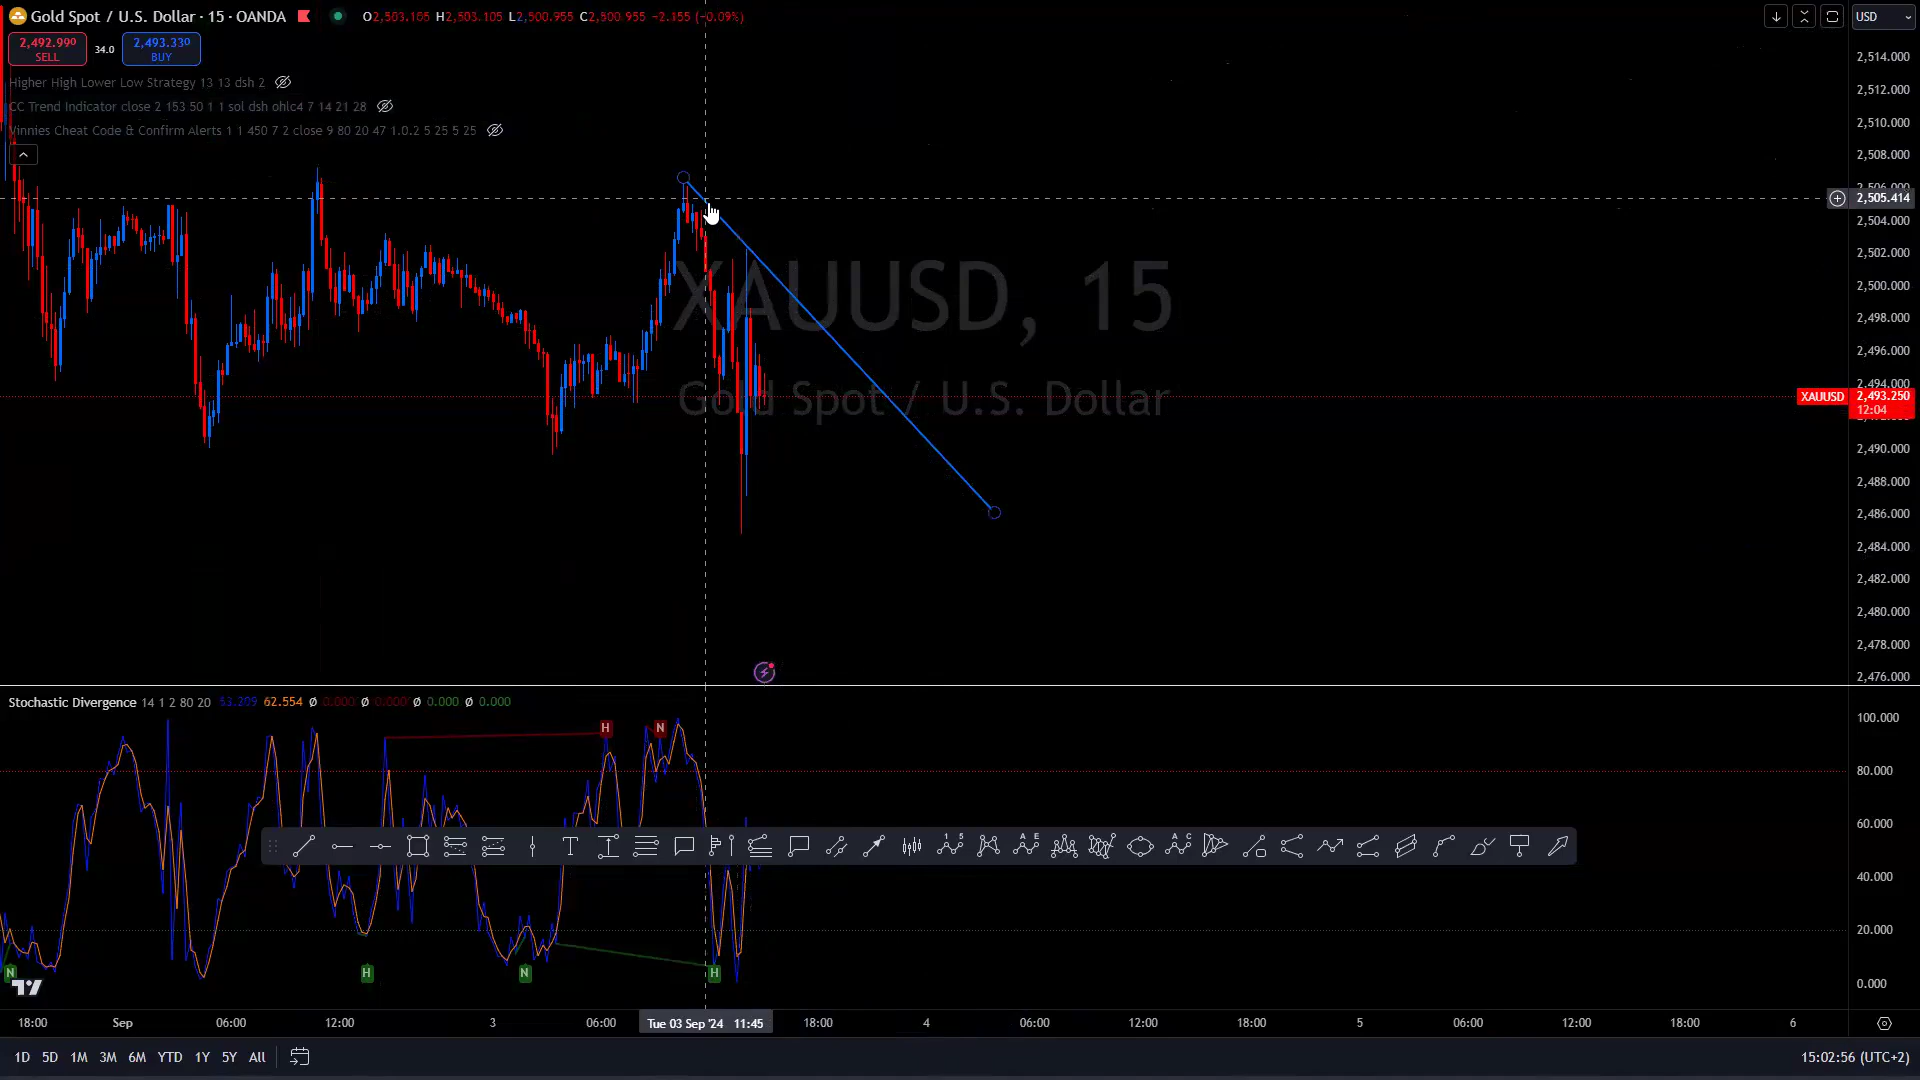 Gold Spot / U.S. Dollar · 15 · OANDA O2,503.105 H2,503.105 L2,500.955 C2,500.955 −2.155 (−0.09%)
USD
2,492.990 SELL 34.0 2,493.330 BUY
Higher High Lower Low Strategy 13 13 dsh 2
CC Trend Indicator close 2 153 50 1 1 sol dsh ohlc4 7 14 21 28
Vinnies Cheat Code & Confirm Alerts 1 1 450 7 2 close 9 80 20 47 1.0.2 5 25 5 25
XAUUSD, 15
Gold Spot / U.S. Dollar
2,514.000
2,512.000
2,510.000
2,508.000
2,505.414
2,504.000
2,502.000
2,500.000
2,498.000
2,496.000
2,494.000
XAUUSD 2,493.250
12:04
2,490.000
2,488.000
2,486.000
2,484.000
2,482.000
2,480.000
2,478.000
2,476.000
Stochastic Divergence 14 1 2 80 20 53.209 62.554 Ø 0.000 Ø 0.000 Ø 0.000 Ø 0.000
100.000
80.000
60.000
40.000
20.000
0.000
H N
N H N H
18:00 Sep 06:00 12:00 3 06:00 Tue 03 Sep '24 11:45 18:00 4 06:00 12:00 18:00 5 06:00 12:00 18:00 6
1D 5D 1M 3M 6M YTD 1Y 5Y All
15:02:56 (UTC+2)